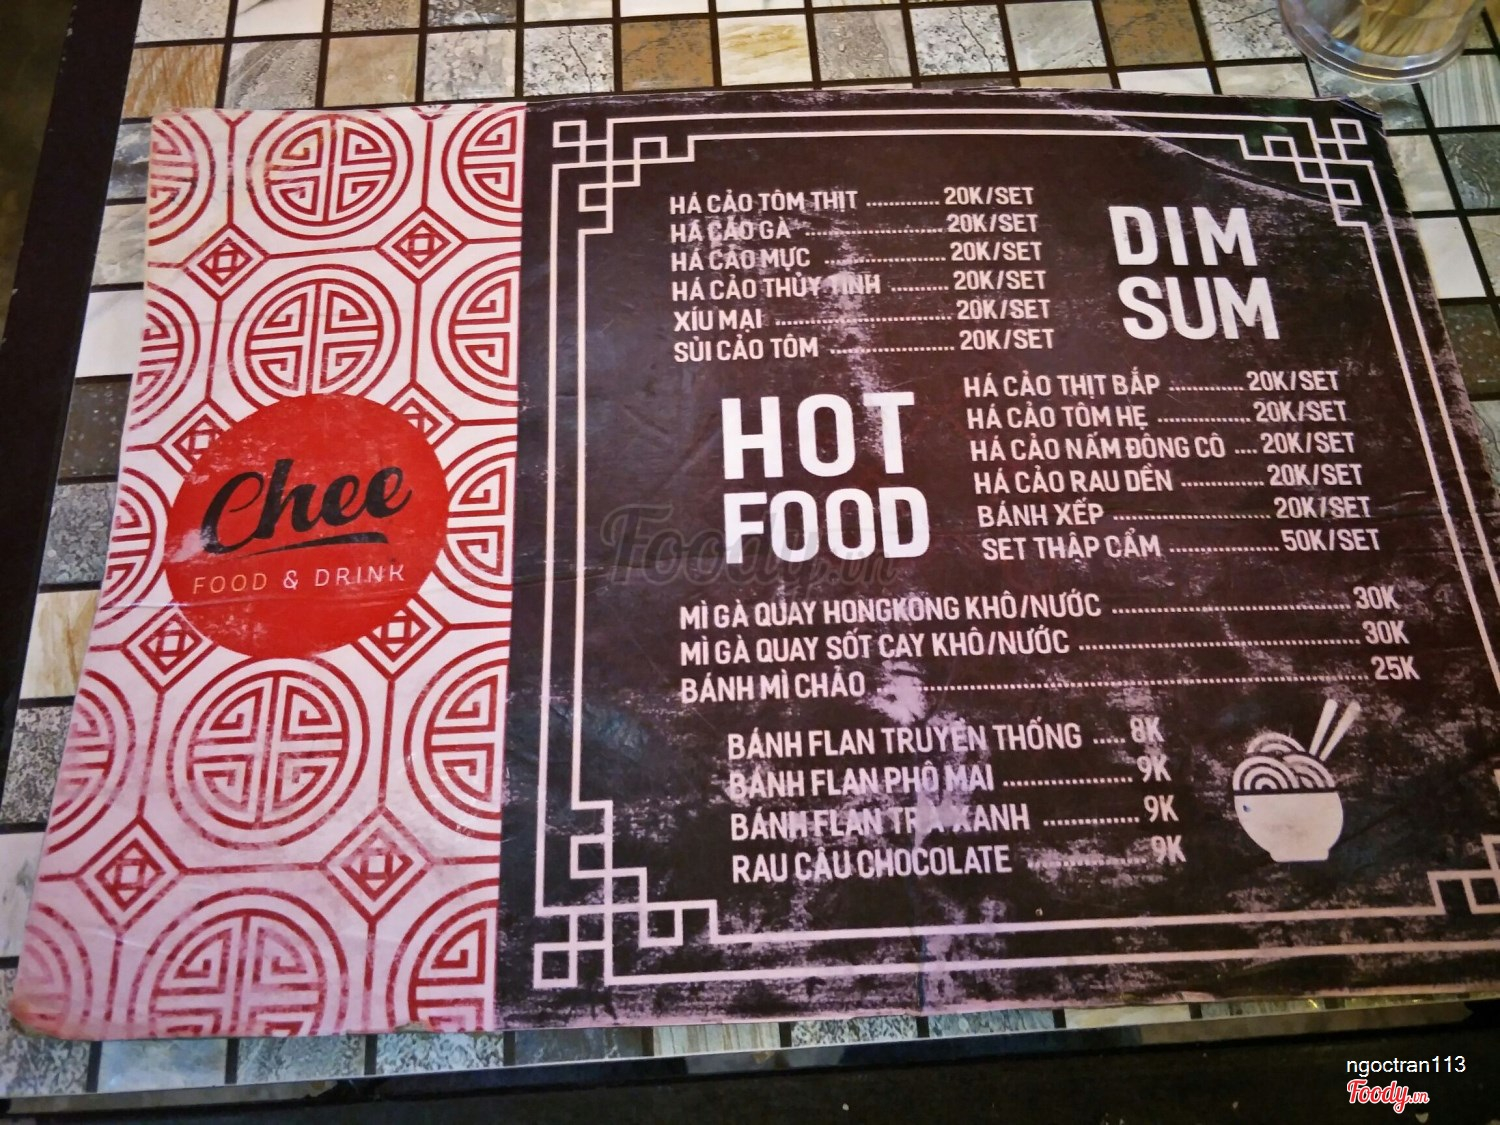 Chee
FOOD & DRINK
HÁ CẢO TÔM THỊT ............. 20K/SET
HÁ CẢO GÀ ........................ 20K/SET
HÁ CẢO MỰC ..................... 20K/SET
HÁ CẢO THỦY TINH .......... 20K/SET
XÍU MẠI ............................... 20K/SET
SỦI CẢO TÔM ...................... 20K/SET
DIM
SUM
HOT
FOOD
HÁ CẢO THỊT BẮP ............. 20K/SET
HÁ CẢO TÔM HẸ ................ 20K/SET
HÁ CẢO NẤM ĐÔNG CÔ .... 20K/SET
HÁ CẢO RAU DỀN .............. 20K/SET
BÁNH XẾP ........................... 20K/SET
SET THẬP CẨM ................... 50K/SET
MÌ GÀ QUAY HONGKONG KHÔ/NƯỚC ........................................ 30K
MÌ GÀ QUAY SỐT CAY KHÔ/NƯỚC ............................................... 30K
BÁNH MÌ CHẢO ........................................................................ 25K
BÁNH FLAN TRUYỀN THỐNG ..... 8K
BÁNH FLAN PHÔ MAI ................... 9K
BÁNH FLAN TRÀ XANH .............. 9K
RAU CÂU CHOCOLATE ................. 9K
Foody.vn
ngoctran113
Foody.vn